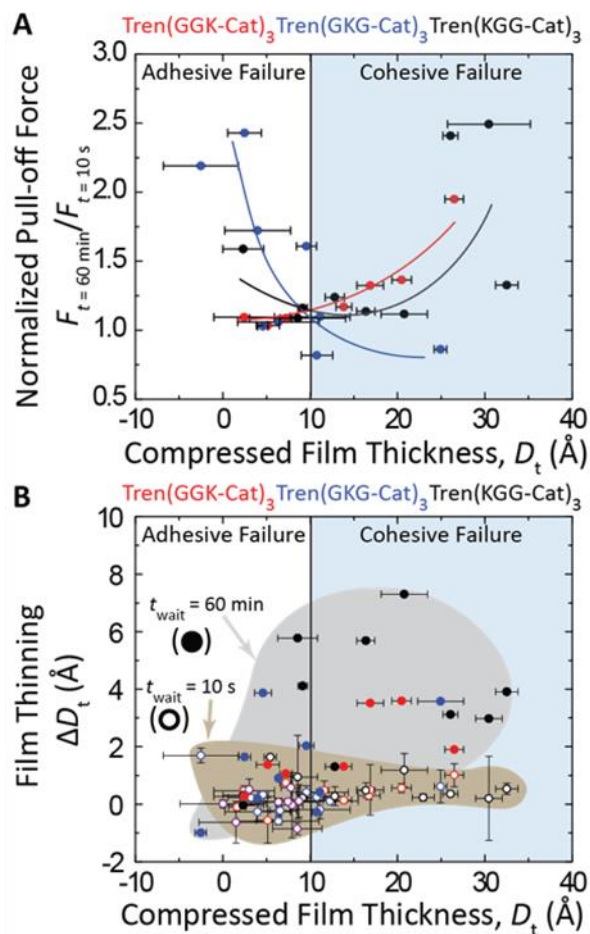 A
Tren(GGK-Cat)3 Tren(GKG-Cat)3 Tren(KGG-Cat)3
Adhesive Failure Cohesive Failure
Normalized Pull-off Force
Ft = 60 min/Ft = 10 s
3.0
2.5
2.0
1.5
1.0
0.5
-10 0 10 20 30 40
Compressed Film Thickness, Dt (Å)
B
Tren(GGK-Cat)3 Tren(GKG-Cat)3 Tren(KGG-Cat)3
Adhesive Failure Cohesive Failure
Film Thinning
ΔDt (Å)
10
8
6
4
2
0
-2
twait = 60 min
twait = 10 s
-10 0 10 20 30 40
Compressed Film Thickness, Dt (Å)